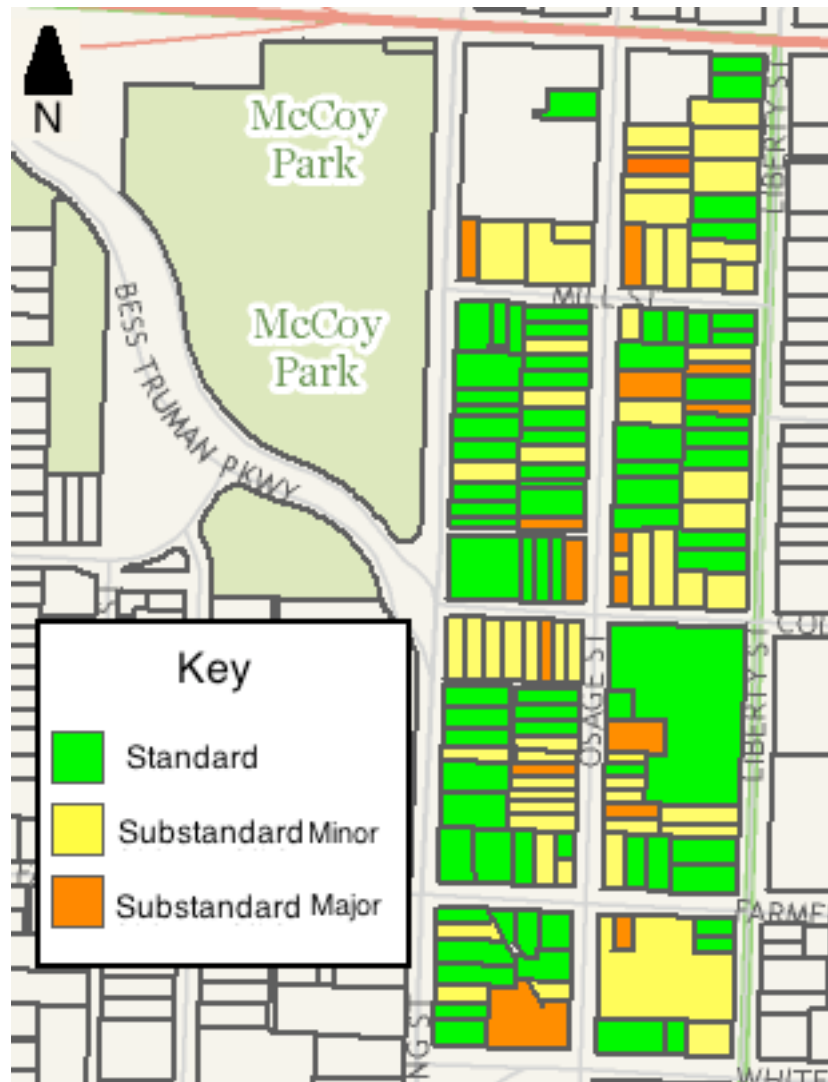 N
McCoy
Park
LIBERTY ST
MILL ST
McCoy
Park
BESS TRUMAN PKWY
OSAGE ST
LIBERTY ST
Key
Standard
Substandard Minor
Substandard Major